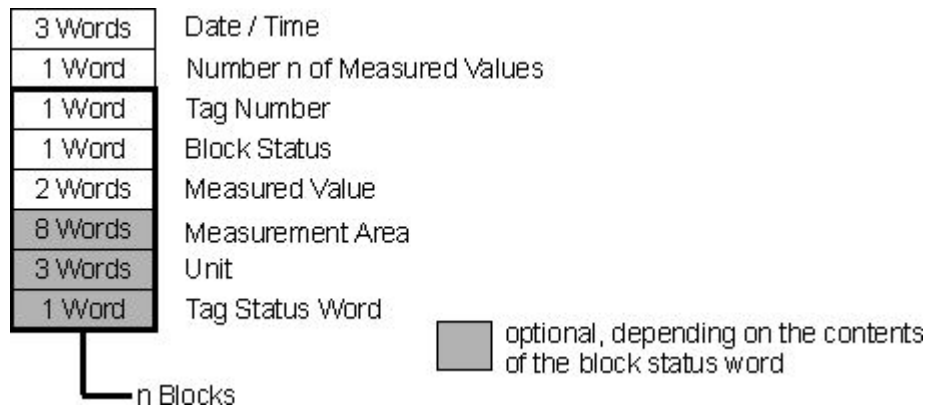 3 Words Date / Time
1 Word Number n of Measured Values
1 Word Tag Number
1 Word Block Status
2 Words Measured Value
8 Words Measurement Area
3 Words Unit
1 Word Tag Status Word
optional, depending on the contents
of the block status word
n Blocks